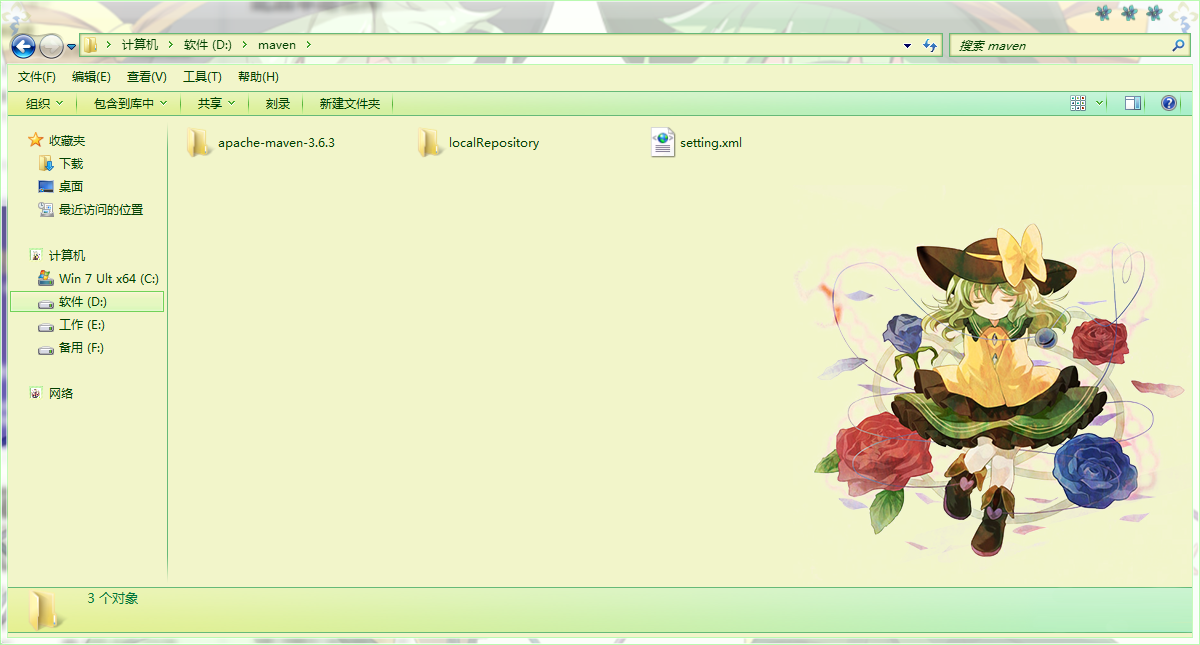 计算机 软件 (D:) maven
搜索 maven
文件(F) 编辑(E) 查看(V) 工具(T) 帮助(H)
组织 包含到库中 共享 刻录 新建文件夹
收藏夹
下载
桌面
最近访问的位置
计算机
Win 7 Ult x64 (C:)
软件 (D:)
工作 (E:)
备用 (F:)
网络
apache-maven-3.6.3
localRepository
setting.xml
3 个对象